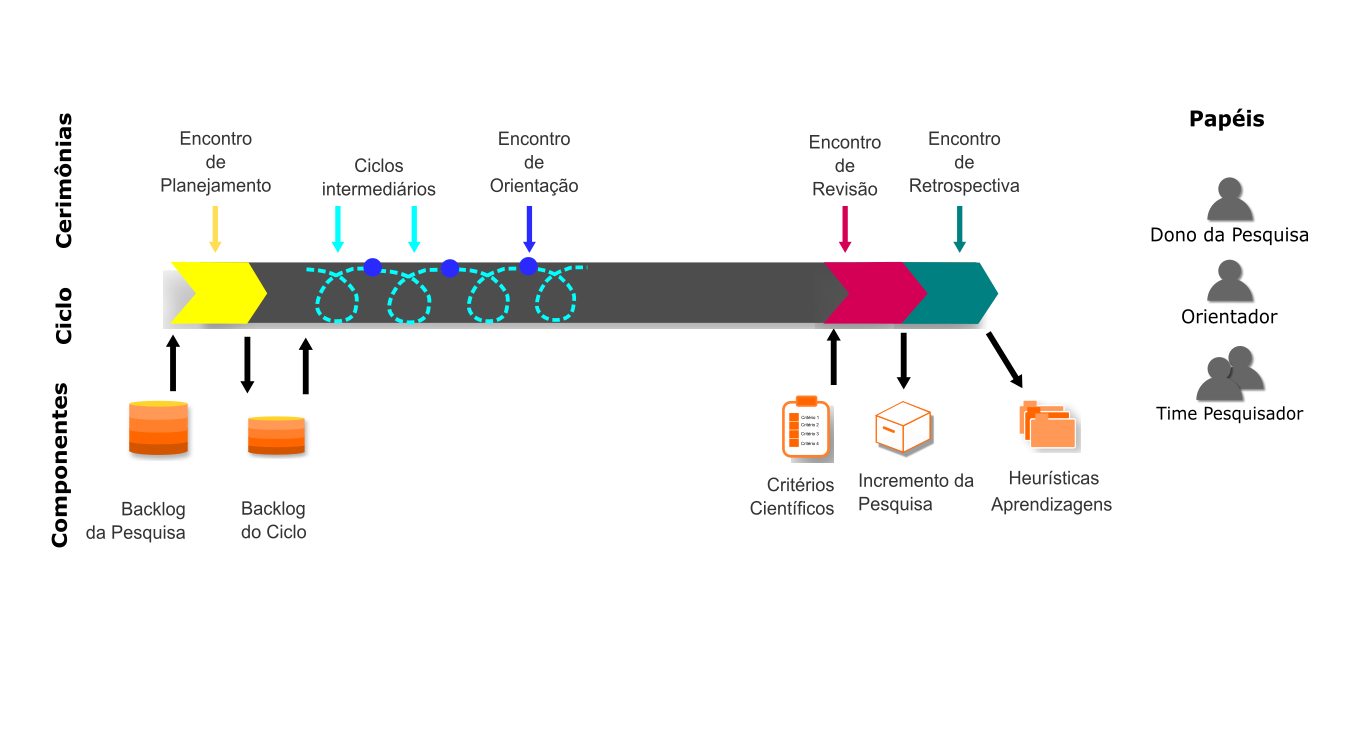 Cerimônias
Encontro
de
Planejamento
Ciclos
intermediários
Encontro
de
Orientação
Encontro
de
Revisão
Encontro
de
Retrospectiva
Ciclo
Componentes
Backlog
da Pesquisa
Backlog
do Ciclo
Critério 1
Critério 2
Critério 3
Critério 4
Critérios
Científicos
Incremento da
Pesquisa
Heurísticas
Aprendizagens
Papéis
Dono da Pesquisa
Orientador
Time Pesquisador